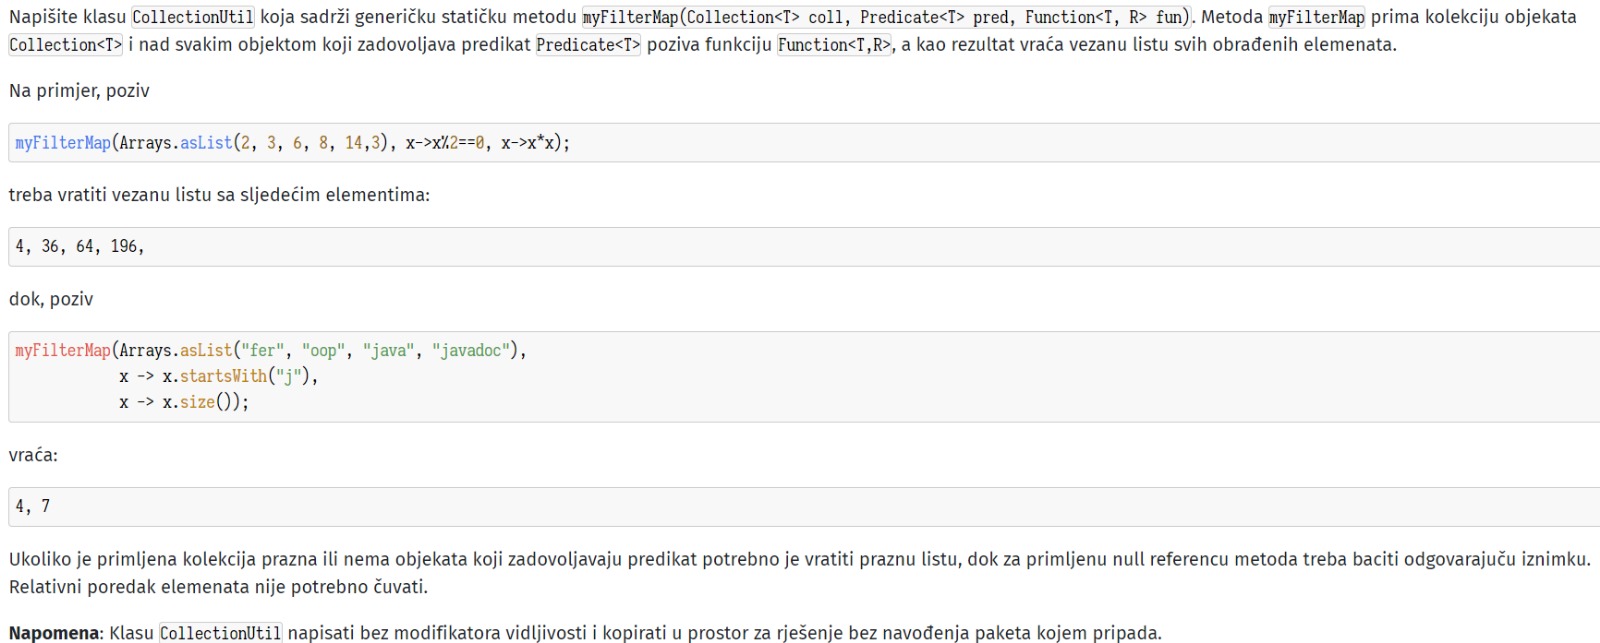 Napišite klasu CollectionUtil koja sadrži generičku statičku metodu myFilterMap(Collection<T> coll, Predicate<T> pred, Function<T, R> fun). Metoda myFilterMap prima kolekciju objekata
Collection<T> i nad svakim objektom koji zadovoljava predikat Predicate<T> poziva funkciju Function<T,R>, a kao rezultat vraća vezanu listu svih obrađenih elemenata.
Na primjer, poziv
myFilterMap(Arrays.asList(2, 3, 6, 8, 14,3), x->x%2==0, x->x*x);
treba vratiti vezanu listu sa sljedećim elementima:
4, 36, 64, 196,
dok, poziv
myFilterMap(Arrays.asList("fer", "oop", "java", "javadoc"),
x -> x.startsWith("j"),
x -> x.size());
vraća:
4, 7
Ukoliko je primljena kolekcija prazna ili nema objekata koji zadovoljavaju predikat potrebno je vratiti praznu listu, dok za primljenu null referencu metoda treba baciti odgovarajuču iznimku.
Relativni poredak elemenata nije potrebno čuvati.
Napomena: Klasu CollectionUtil napisati bez modifikatora vidljivosti i kopirati u prostor za rješenje bez navođenja paketa kojem pripada.